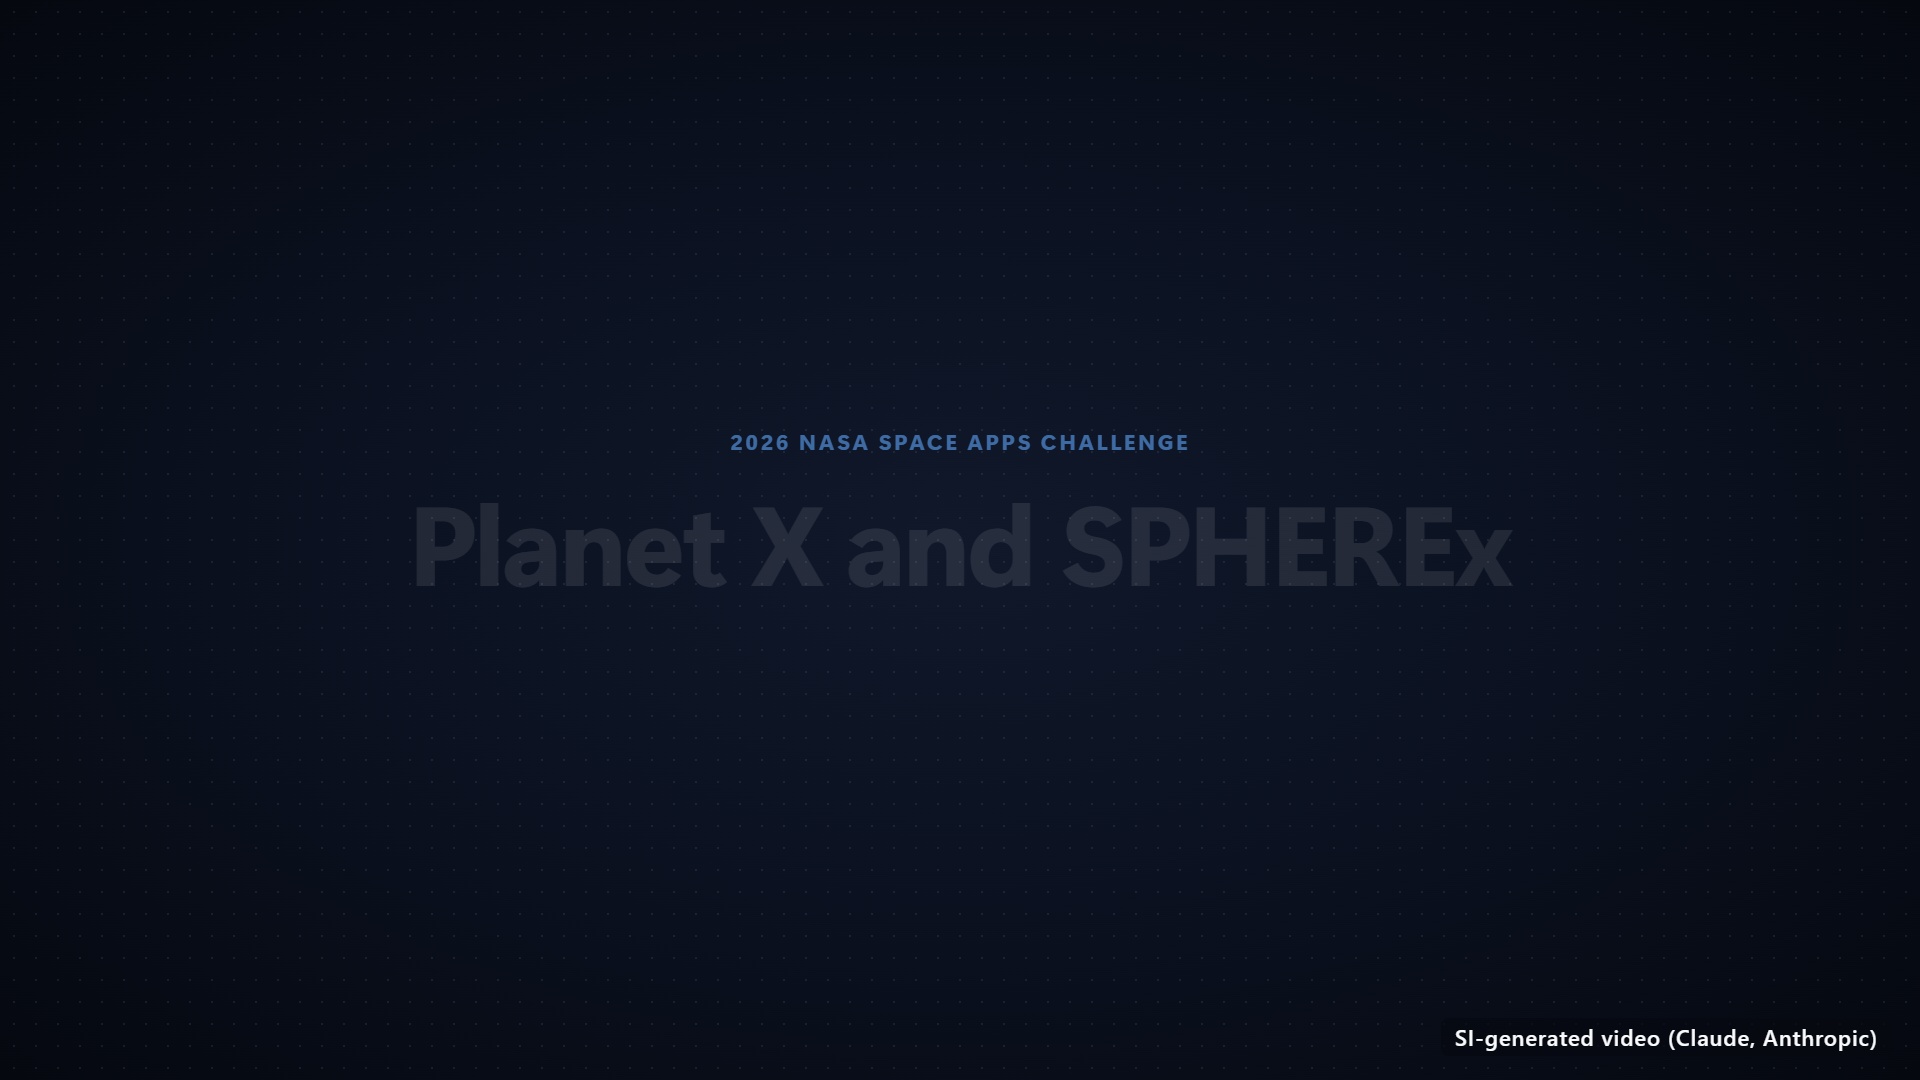 2026 NASA SPACE APPS CHALLENGE
Planet X and SPHEREx
SI-generated video (Claude, Anthropic)